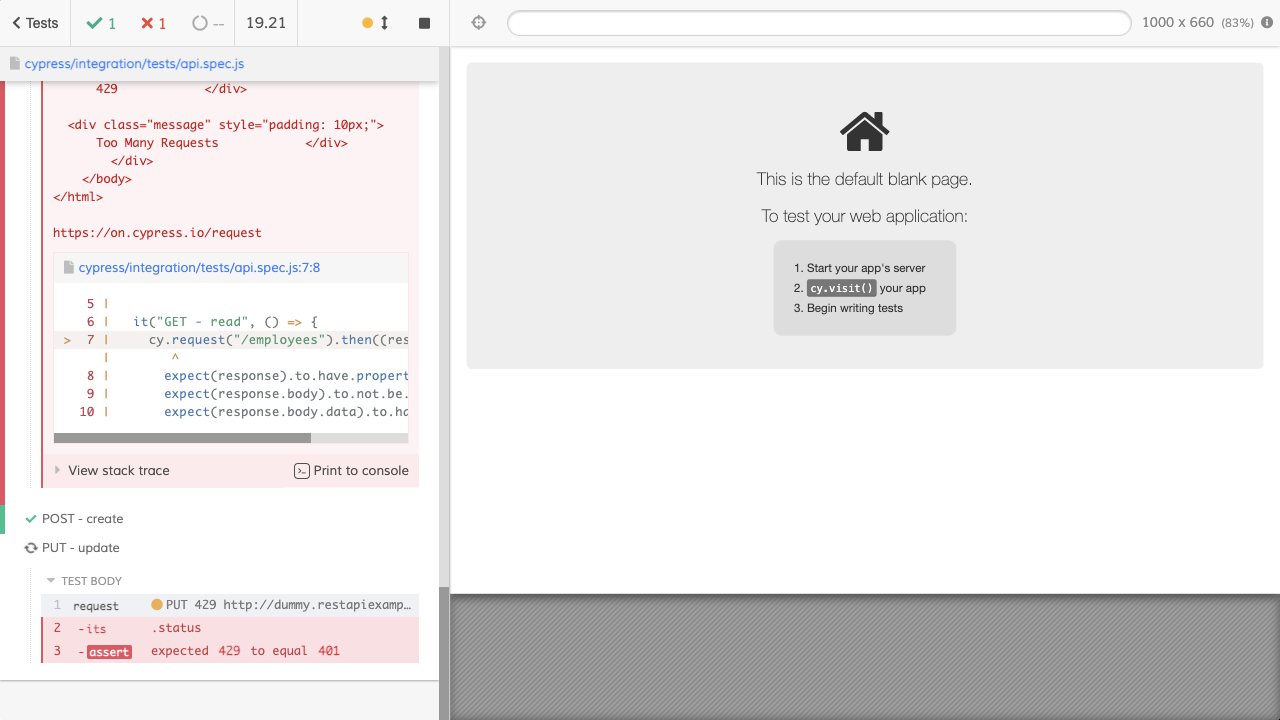 Tests
1
1
--
19.21
1000 x 660 (83%)
cypress/integration/tests/api.spec.js
429 </div>
<div class="message" style="padding: 10px;">
Too Many Requests </div>
</div>
</body>
</html>
https://on.cypress.io/request
cypress/integration/tests/api.spec.js:7:8
5 |
6 | it("GET - read", () => {
> 7 | cy.request("/employees").then((res
| ^
8 | expect(response).to.have.propert
9 | expect(response.body).to.not.be.
10 | expect(response.body.data).to.ha
View stack trace
Print to console
POST - create
PUT - update
TEST BODY
1 request PUT 429 http://dummy.restapiexamp...
2 -its .status
3 -assert expected 429 to equal 401
This is the default blank page.
To test your web application:
1. Start your app's server
2. cy.visit() your app
3. Begin writing tests